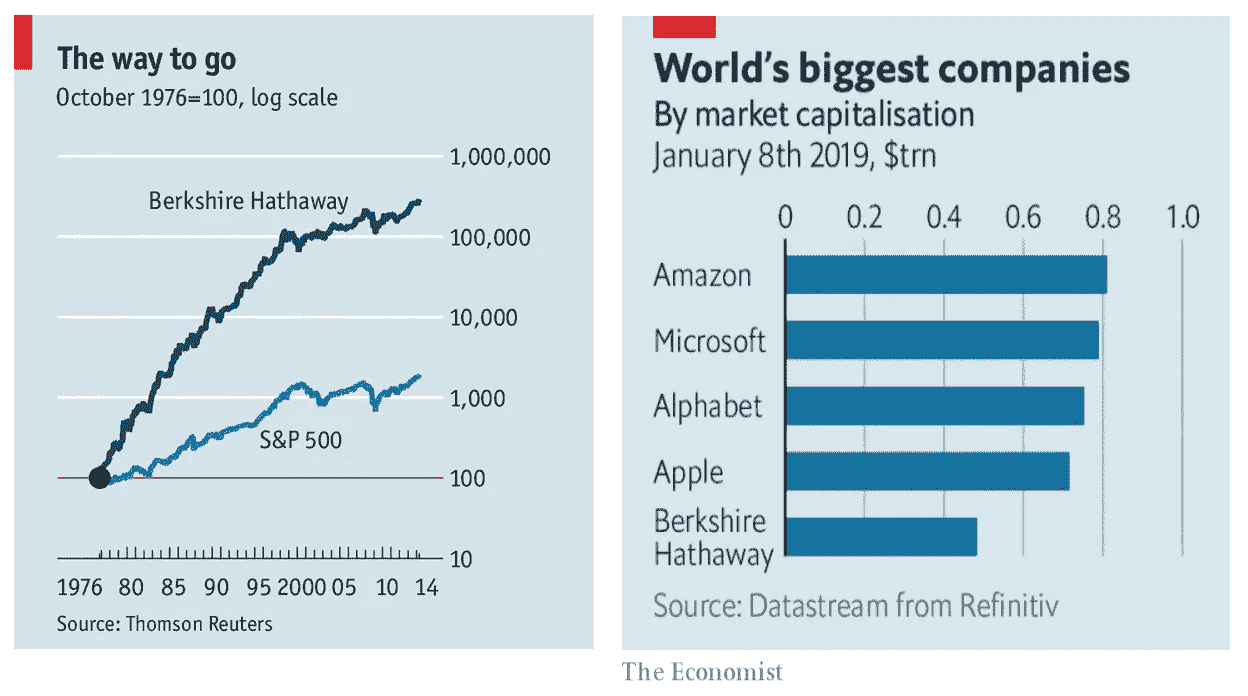 The way to go
October 1976=100, log scale
1,000,000
Berkshire Hathaway
100,000
10,000
1,000
S&P 500
100
10
1976 80 85 90 95 2000 05 10 14
Source: Thomson Reuters
World's biggest companies
By market capitalisation
January 8th 2019, $trn
0 0.2 0.4 0.6 0.8 1.0
Amazon
Microsoft
Alphabet
Apple
Berkshire
Hathaway
Source: Datastream from Refinitiv
The Economist